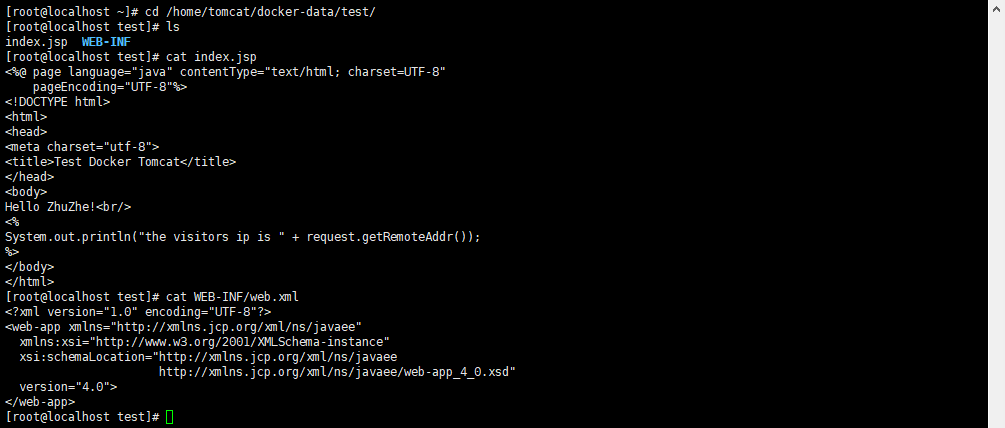 [root@localhost ~]# cd /home/tomcat/docker-data/test/
[root@localhost test]# ls
index.jsp  WEB-INF
[root@localhost test]# cat index.jsp
<%@ page language="java" contentType="text/html; charset=UTF-8"
    pageEncoding="UTF-8"%>
<!DOCTYPE html>
<html>
<head>
<meta charset="utf-8">
<title>Test Docker Tomcat</title>
</head>
<body>
Hello ZhuZhe!<br/>
<%
System.out.println("the visitors ip is " + request.getRemoteAddr());
%>
</body>
</html>
[root@localhost test]# cat WEB-INF/web.xml
<?xml version="1.0" encoding="UTF-8"?>
<web-app xmlns="http://xmlns.jcp.org/xml/ns/javaee"
  xmlns:xsi="http://www.w3.org/2001/XMLSchema-instance"
  xsi:schemaLocation="http://xmlns.jcp.org/xml/ns/javaee
                      http://xmlns.jcp.org/xml/ns/javaee/web-app_4_0.xsd"
  version="4.0">
</web-app>
[root@localhost test]#